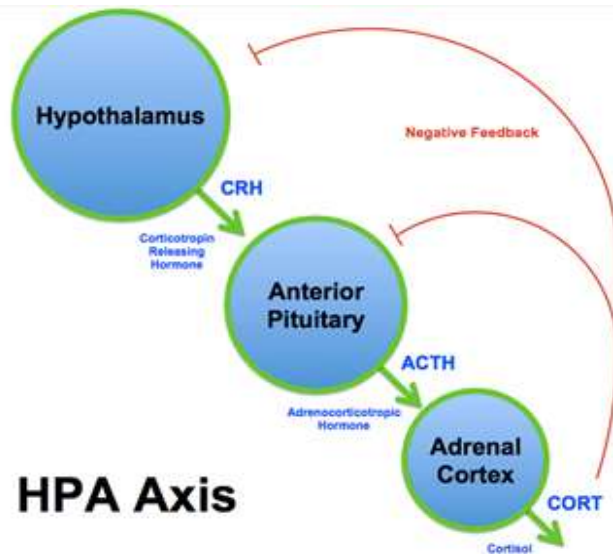 Hypothalamus
Negative Feedback
CRH
Corticotropin
Releasing
Hormone
Anterior
Pituitary
ACTH
Adrenocorticotropic
Hormone
Adrenal
Cortex
HPA Axis
CORT
Cortisol